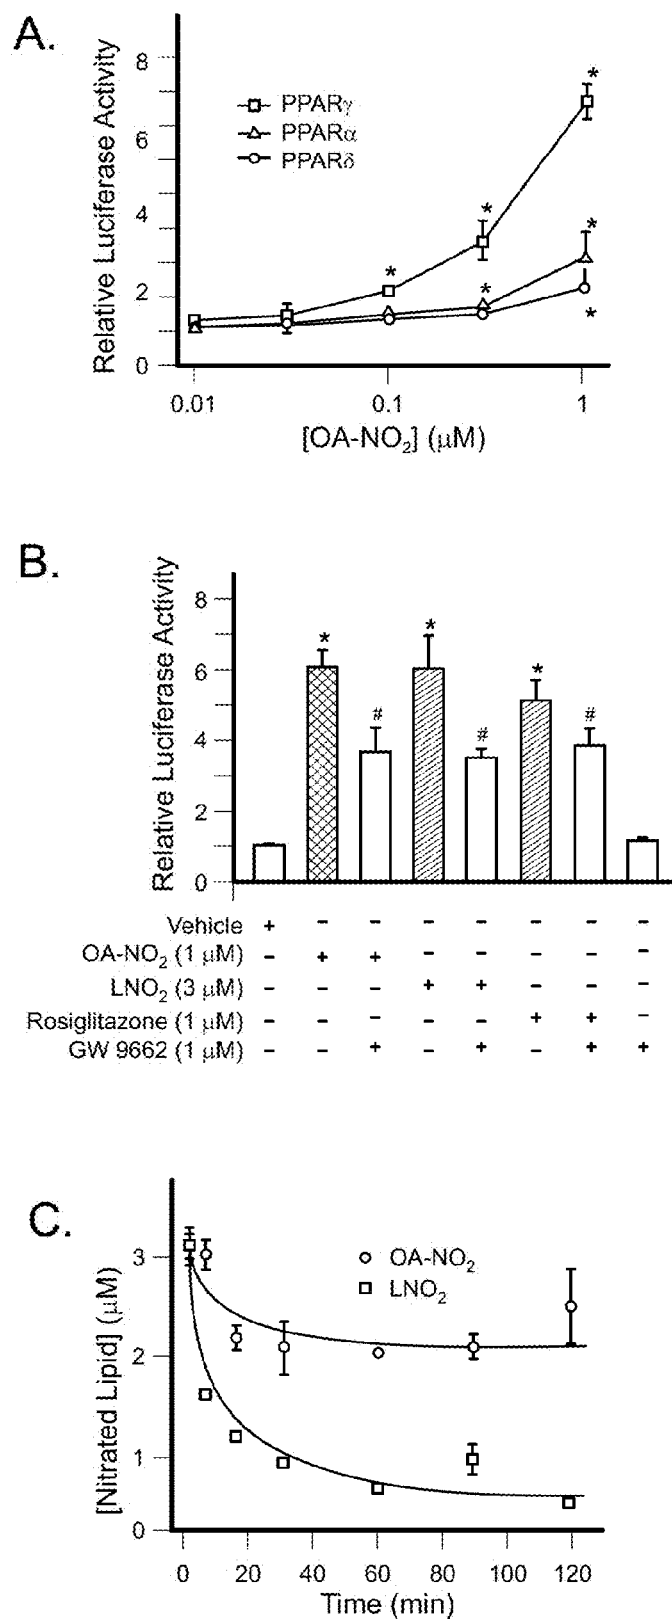 A.
Relative Luciferase Activity
8
6
4
2
0
PPARγ
PPARα
PPARδ
* * * * * *
0.01 0.1 1
[OA-NO₂] (μM)
B.
Relative Luciferase Activity
8
6
4
2
0
* # * # * #
Vehicle + – – – – – – –
OA-NO₂ (1 μM) – + + – – – – –
LNO₂ (3 μM) – – – + + – – –
Rosiglitazone (1 μM) – – – – – + + –
GW 9662 (1 μM) – – + – + – + +
C.
[Nitrated Lipid] (μM)
3
2
1
0
OA-NO₂
LNO₂
0 20 40 60 80 100 120
Time (min)